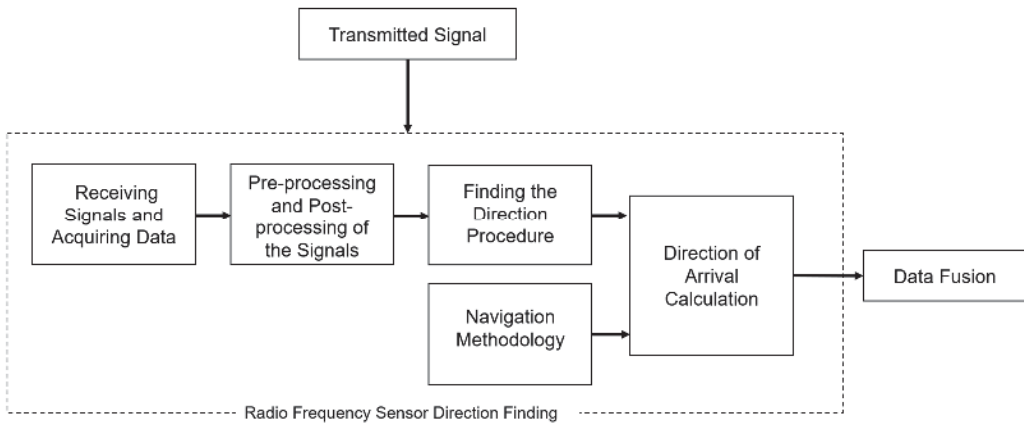 Transmitted Signal
Receiving
Signals and
Acquiring Data
Pre-processing
and Post-
processing of
the Signals
Finding the
Direction
Procedure
Navigation
Methodology
Direction of
Arrival
Calculation
Data Fusion
Radio Frequency Sensor Direction Finding